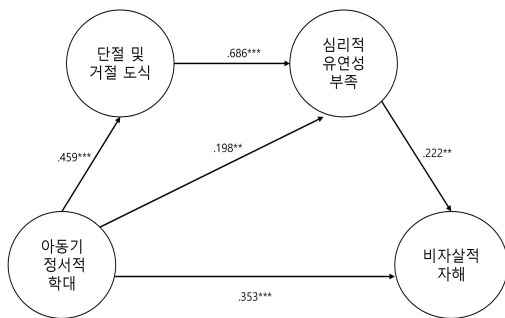 단절 및
거절 도식
심리적
유연성
부족
.686***
.459***
.198**
.222**
아동기
정서적
학대
비자살적
자해
.353***